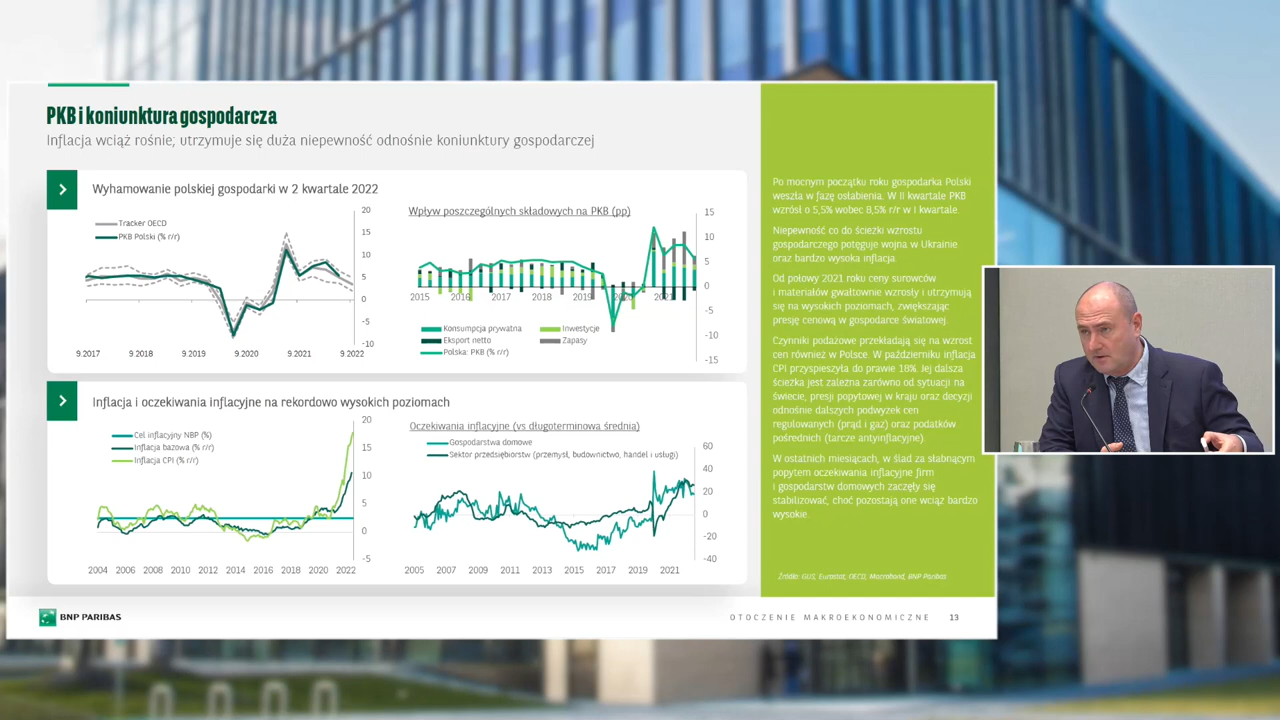 PKB i koniunktura gospodarcza
Inflacja wciąż rośnie; utrzymuje się duża niepewność odnośnie koniunktury gospodarczej
Wyhamowanie polskiej gospodarki w 2 kwartale 2022
Tracker OECD
PKB Polski (% r/r)
20
15
10
5
0
-5
-10
9.2017 9.2018 9.2019 9.2020 9.2021 9.2022
Wpływ poszczególnych składowych na PKB (pp)
15
10
5
0
-5
-10
-15
2015 2016 2017 2018 2019 2020 2021
Konsumpcja prywatna
Inwestycje
Eksport netto
Zapasy
Polska: PKB (% r/r)
Inflacja i oczekiwania inflacyjne na rekordowo wysokich poziomach
Cel inflacyjny NBP (%)
Inflacja bazowa (% r/r)
Inflacja CPI (% r/r)
20
15
10
5
0
-5
2004 2006 2008 2010 2012 2014 2016 2018 2020 2022
Oczekiwania inflacyjne (vs długoterminowa średnia)
Gospodarstwa domowe
Sektor przedsiębiorstw (przemysł, budownictwo, handel i usługi)
60
40
20
0
-20
-40
2005 2007 2009 2011 2013 2015 2017 2019 2021
Po mocnym początku roku gospodarka Polski
weszła w fazę osłabienia. W II kwartale PKB
wzrósł o 5,5% wobec 8,5% r/r w I kwartale.
Niepewność co do ścieżki wzrostu
gospodarczego potęguje wojna w Ukrainie
oraz bardzo wysoka inflacja.
Od połowy 2021 roku ceny surowców
i materiałów gwałtownie wzrosły i utrzymują
się na wysokich poziomach, zwiększając
presję cenową w gospodarce światowej.
Czynniki podażowe przekładają się na wzrost
cen również w Polsce. W październiku inflacja
CPI przyspieszyła do prawie 18%. Jej dalsza
ścieżka jest zależna zarówno od sytuacji na
świecie, presji popytowej w kraju oraz decyzji
odnośnie dalszych podwyżek cen
regulowanych (prąd i gaz) oraz podatków
pośrednich (tarcze antyinflacyjne).
W ostatnich miesiącach, w ślad za słabnącym
popytem oczekiwania inflacyjne firm
i gospodarstw domowych zaczęły się
stabilizować, choć pozostają one wciąż bardzo
wysokie.
Źródło: GUS, Eurostat, OECD, Macrobond, BNP Paribas
BNP PARIBAS
OTOCZENIE MAKROEKONOMICZNE 13